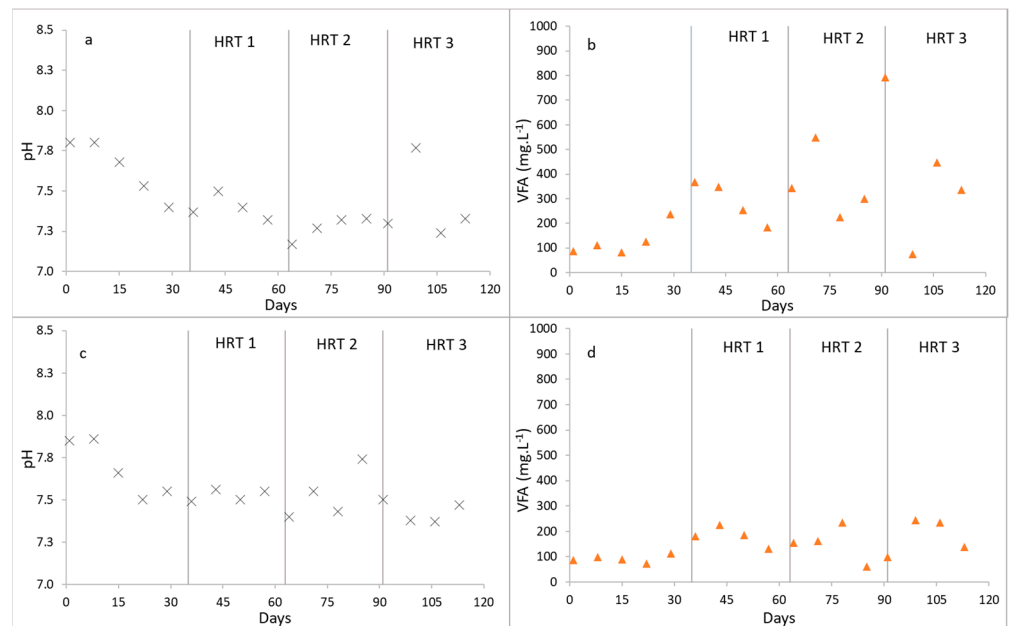 a
HRT 1
HRT 2
HRT 3
8.5
8.3
8.0
7.8
7.5
7.3
7.0
pH
0 15 30 45 60 75 90 105 120
Days
b
HRT 1
HRT 2
HRT 3
1000
900
800
700
600
500
400
300
200
100
0
VFA (mg.L⁻¹)
0 15 30 45 60 75 90 105 120
Days
c
HRT 1
HRT 2
HRT 3
8.5
8.3
8.0
7.8
7.5
7.3
7.0
pH
0 15 30 45 60 75 90 105 120
Days
d
HRT 1
HRT 2
HRT 3
1000
900
800
700
600
500
400
300
200
100
0
VFA (mg.L⁻¹)
0 15 30 45 60 75 90 105 120
Days